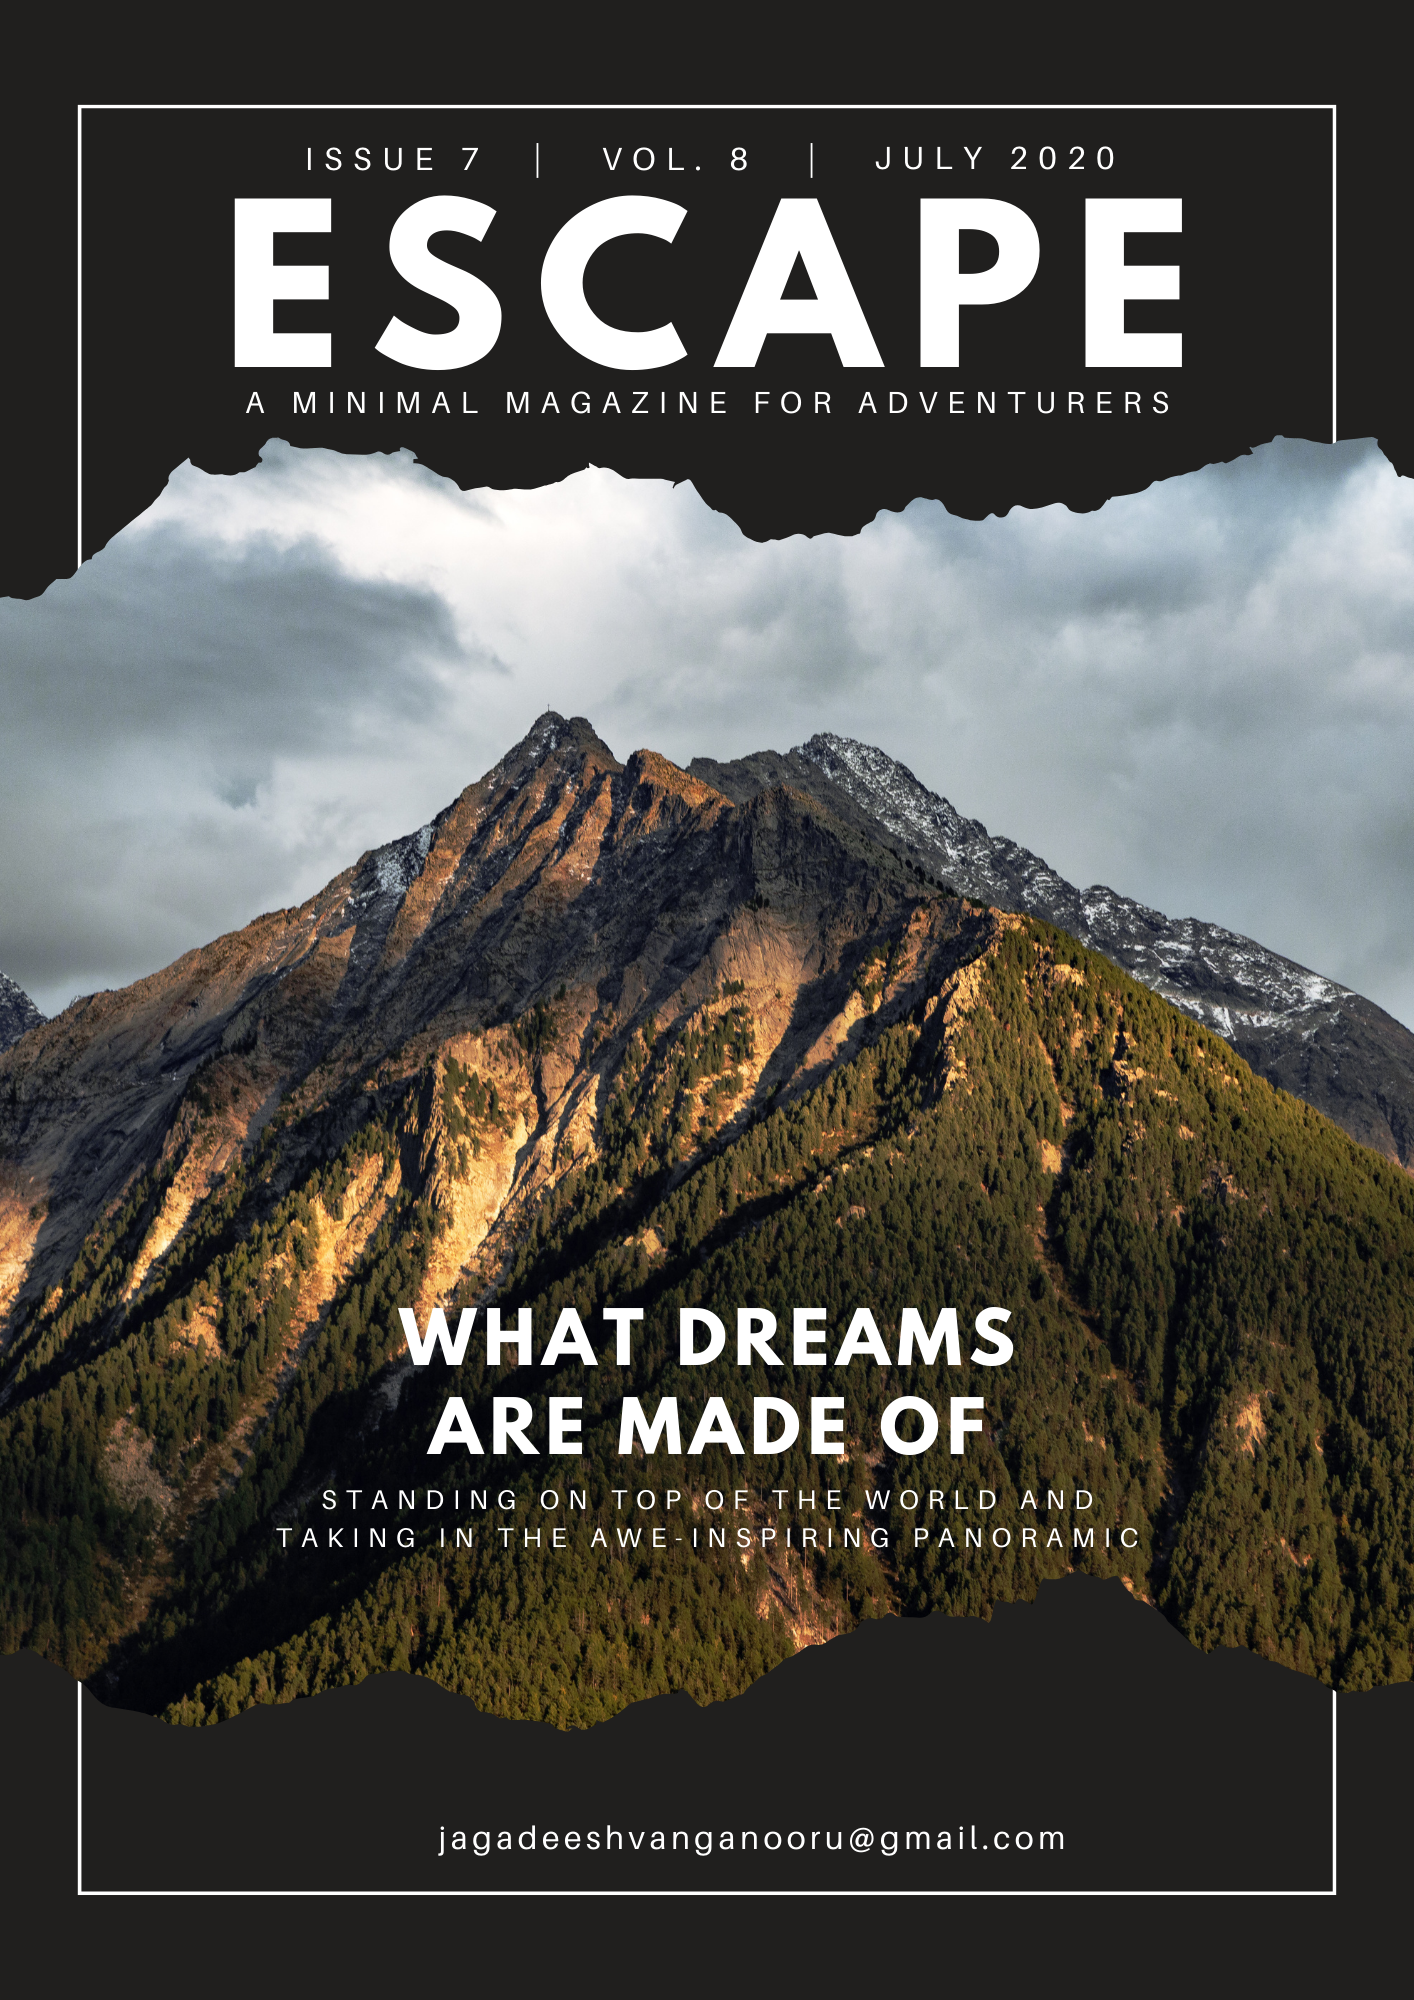 ISSUE 7 | VOL. 8 | JULY 2020
ESCAPE
A MINIMAL MAGAZINE FOR ADVENTURERS
WHAT DREAMS
ARE MADE OF
STANDING ON TOP OF THE WORLD AND
TAKING IN THE AWE-INSPIRING PANORAMIC
jagadeeshvanganooru@gmail.com